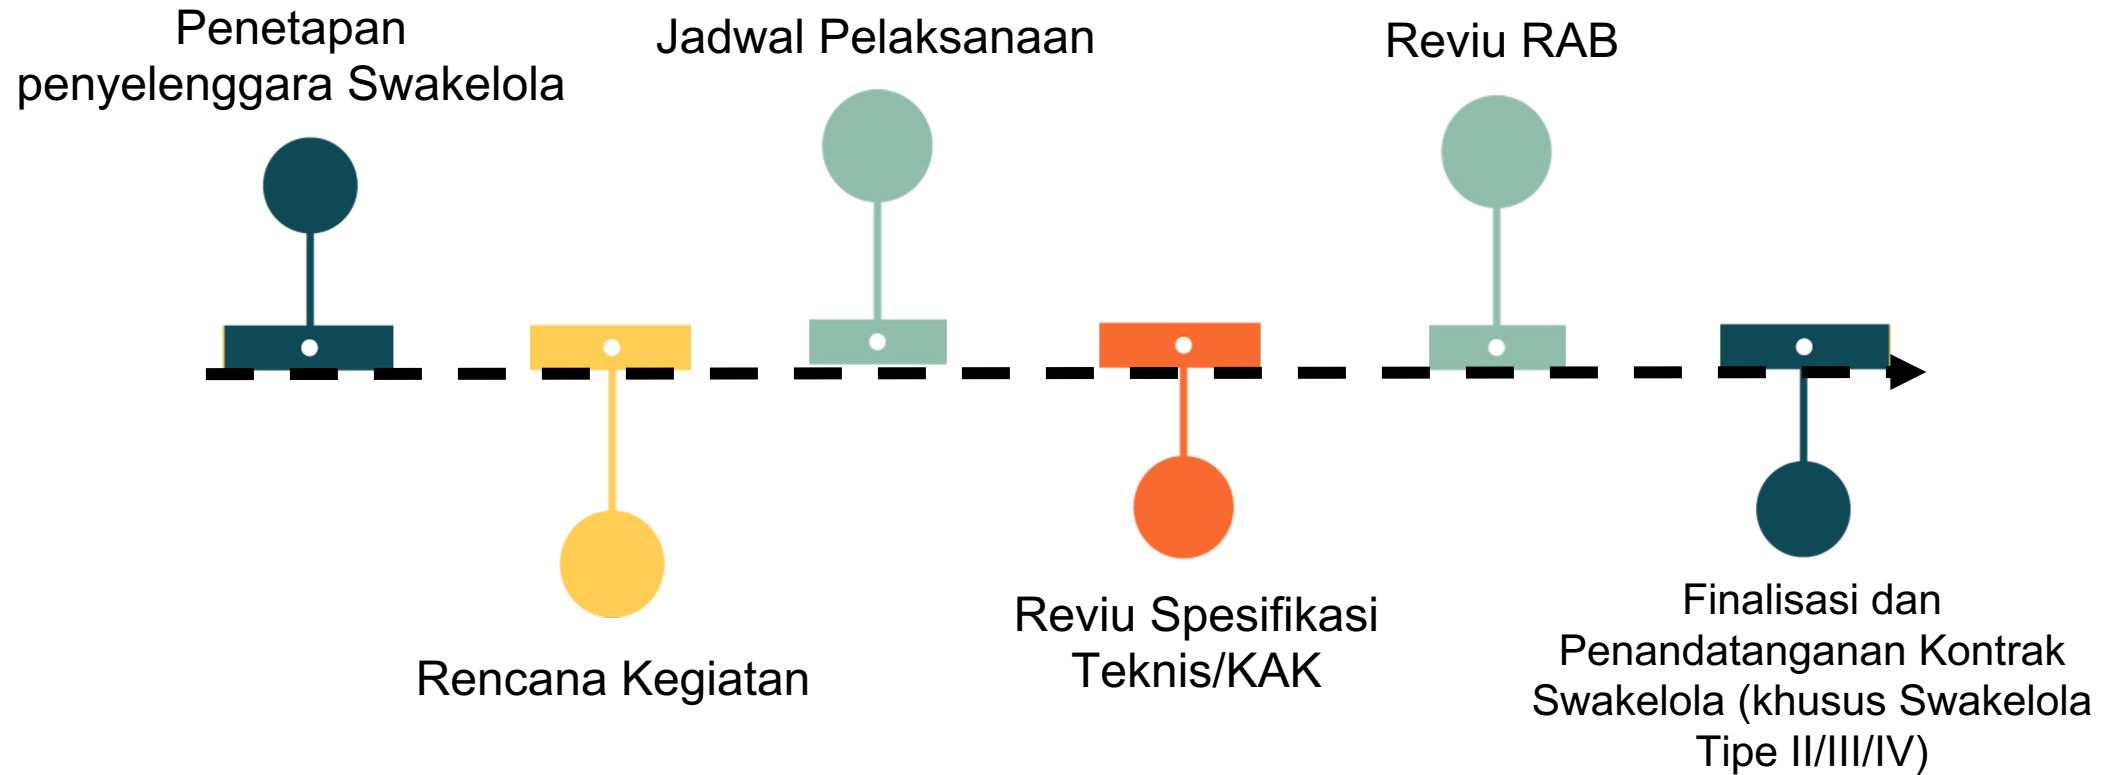 Penetapan
penyelenggara Swakelola
Rencana Kegiatan
Jadwal Pelaksanaan
Reviu Spesifikasi
Teknis/KAK
Reviu RAB
Finalisasi dan
Penandatanganan Kontrak
Swakelola (khusus Swakelola
Tipe II/III/IV)